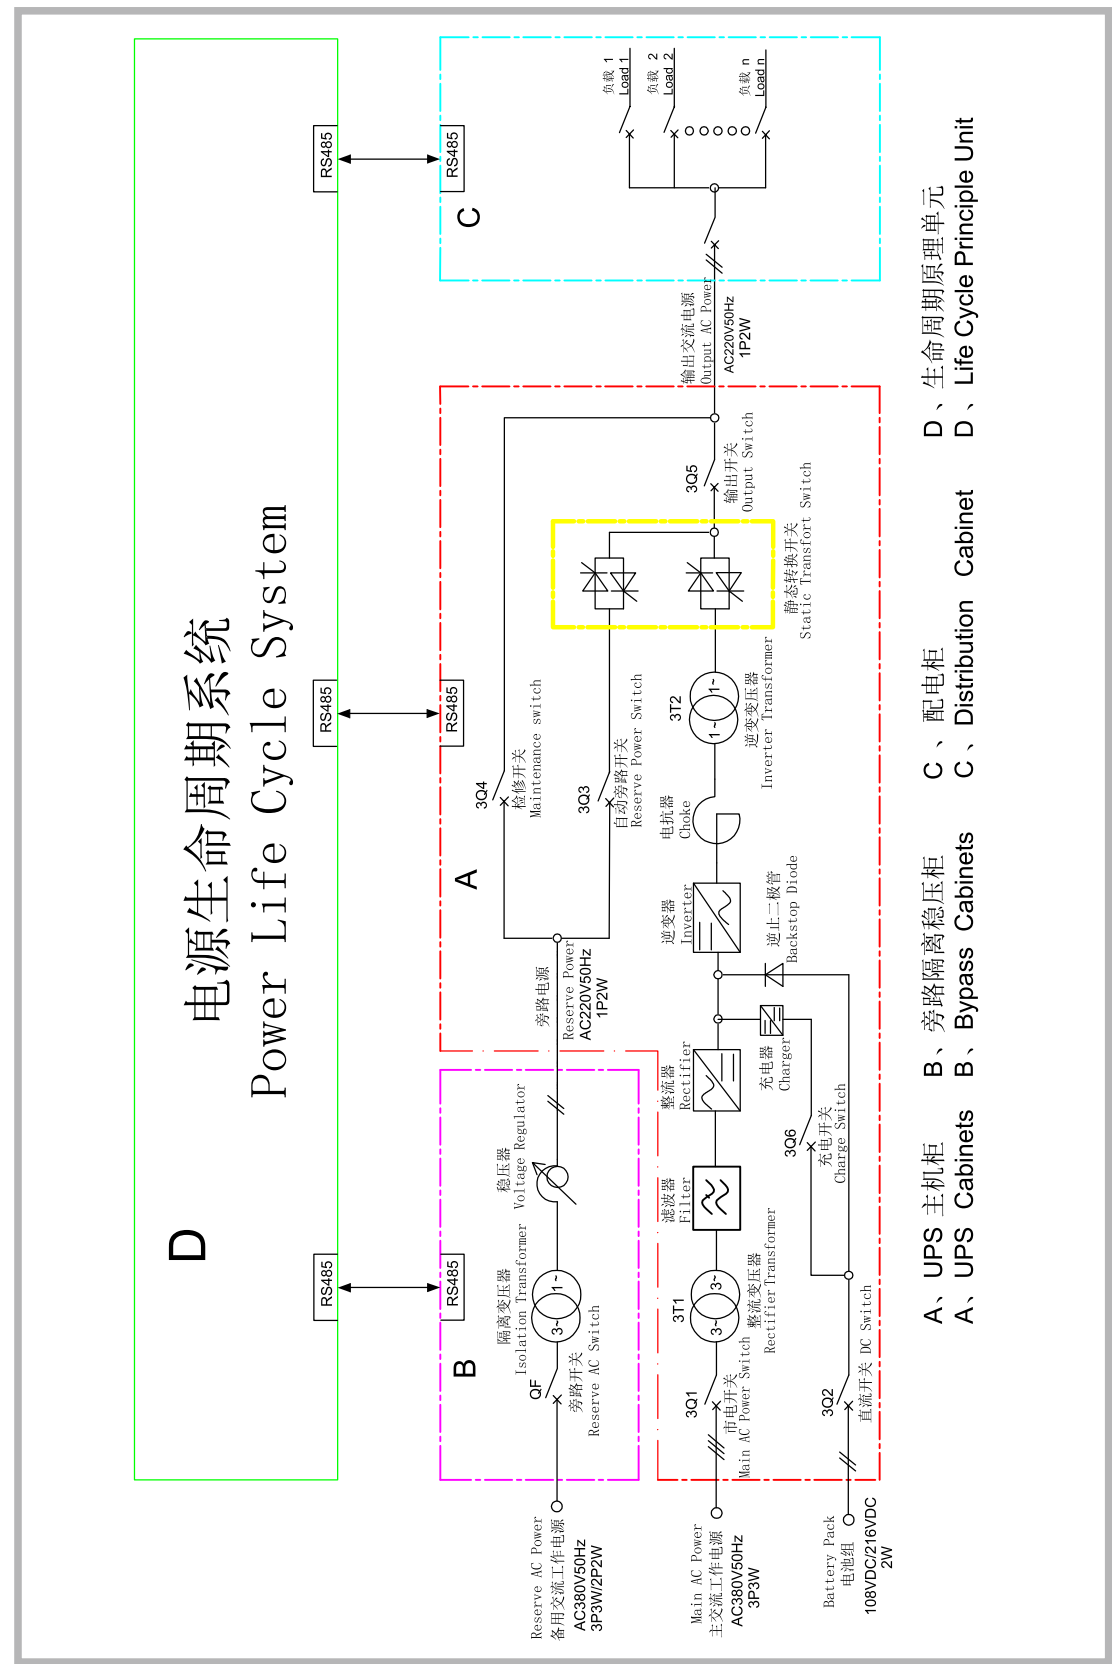 电源生命周期系统
Power Life Cycle System
D
RS485
RS485
RS485
RS485
RS485
RS485
B
A
C
Reserve AC Power
备用交流工作电源
AC380V50Hz
3P3W/2P2W
QF
旁路开关
Reserve AC Switch
隔离变压器
Isolation Transformer
3~
1~
稳压器
Voltage Regulator
旁路电源
Reserve Power
AC220V50Hz
1P2W
3Q4
检修开关
Maintenance switch
3Q3
自动旁路开关
Reserve Power Switch
Main AC Power
主交流工作电源
AC380V50Hz
3P3W
3Q1
市电开关
Main AC Power Switch
3T1
3~
3~
整流变压器
RectifierTransformer
滤波器
Filter
整流器
Rectifier
逆变器
Inverter
电抗器
Choke
3T2
1~
1~
逆变变压器
Inverter Transformer
静态转换开关
Static Transfort Switch
3Q5
输出开关
Output Switch
输出交流电源
Output AC Power
AC220V50Hz
1P2W
负载 1
Load 1
负载 2
Load 2
负载 n
Load n
Battery Pack
电池组
108VDC/216VDC
2W
3Q2
直流开关 DC Switch
3Q6
充电开关
Charge Switch
充电器
Charger
逆止二极管
Backstop Diode
A、UPS 主机柜 B、旁路隔离稳压柜 C、配电柜 D、生命周期原理单元
A、UPS Cabinets B、Bypass Cabinets C、Distribution Cabinet D、Life Cycle Principle Unit